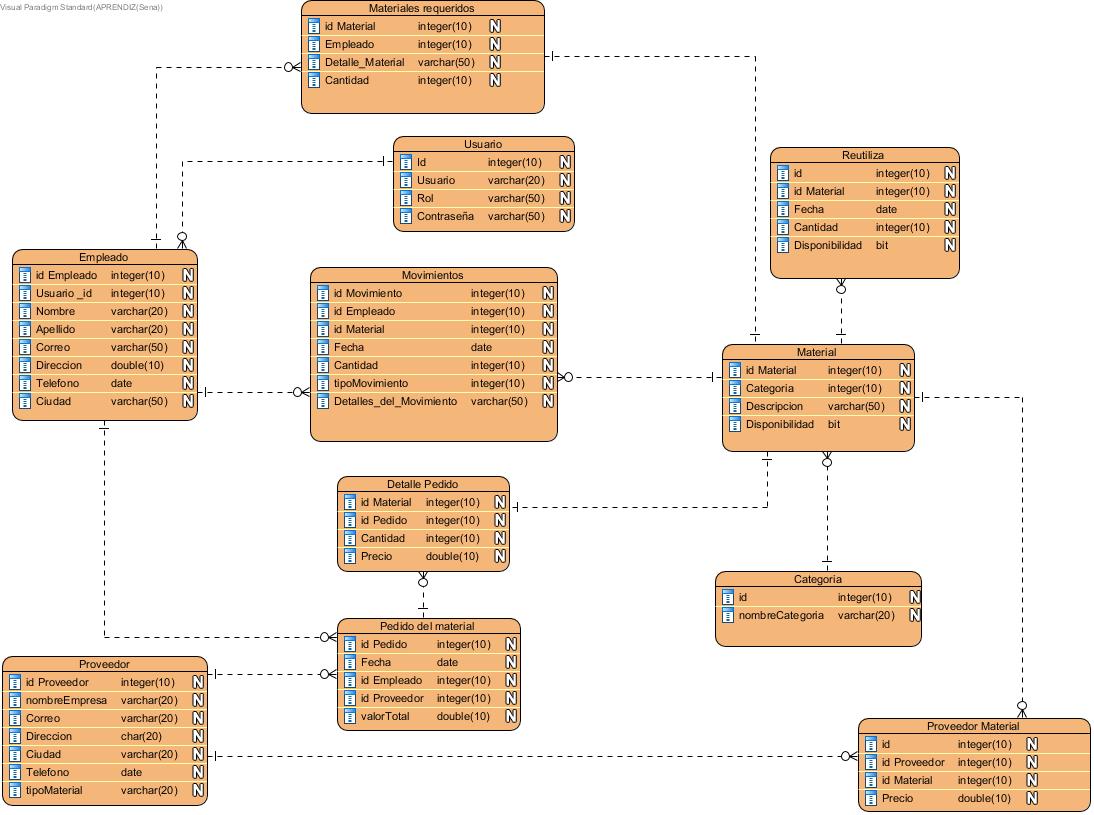 Visual Paradigm Standard(APRENDIZ(Sena))
Materiales requeridos
id Material integer(10) N
Empleado integer(10) N
Detalle_Material varchar(50) N
Cantidad integer(10) N
Usuario
Id integer(10) N
Usuario varchar(20) N
Rol varchar(50) N
Contraseña varchar(50) N
Reutiliza
id integer(10) N
id Material integer(10) N
Fecha date N
Cantidad integer(10) N
Disponibilidad bit N
Empleado
id Empleado integer(10) N
Usuario _id integer(10) N
Nombre varchar(20) N
Apellido varchar(20) N
Correo varchar(50) N
Direccion double(10) N
Telefono date N
Ciudad varchar(50) N
Movimientos
id Movimiento integer(10) N
id Empleado integer(10) N
id Material integer(10) N
Fecha date N
Cantidad integer(10) N
tipoMovimiento integer(10) N
Detalles_del_Movimiento varchar(50) N
Material
id Material integer(10) N
Categoria integer(10) N
Descripcion varchar(50) N
Disponibilidad bit N
Detalle Pedido
id Material integer(10) N
id Pedido integer(10) N
Cantidad integer(10) N
Precio double(10) N
Categoria
id integer(10) N
nombreCategoria varchar(20) N
Pedido del material
id Pedido integer(10) N
Fecha date N
id Empleado integer(10) N
id Proveedor integer(10) N
valorTotal double(10) N
Proveedor
id Proveedor integer(10) N
nombreEmpresa varchar(20) N
Correo varchar(20) N
Direccion char(20) N
Ciudad varchar(20) N
Telefono date N
tipoMaterial varchar(20) N
Proveedor Material
id integer(10) N
id Proveedor integer(10) N
id Material integer(10) N
Precio double(10) N